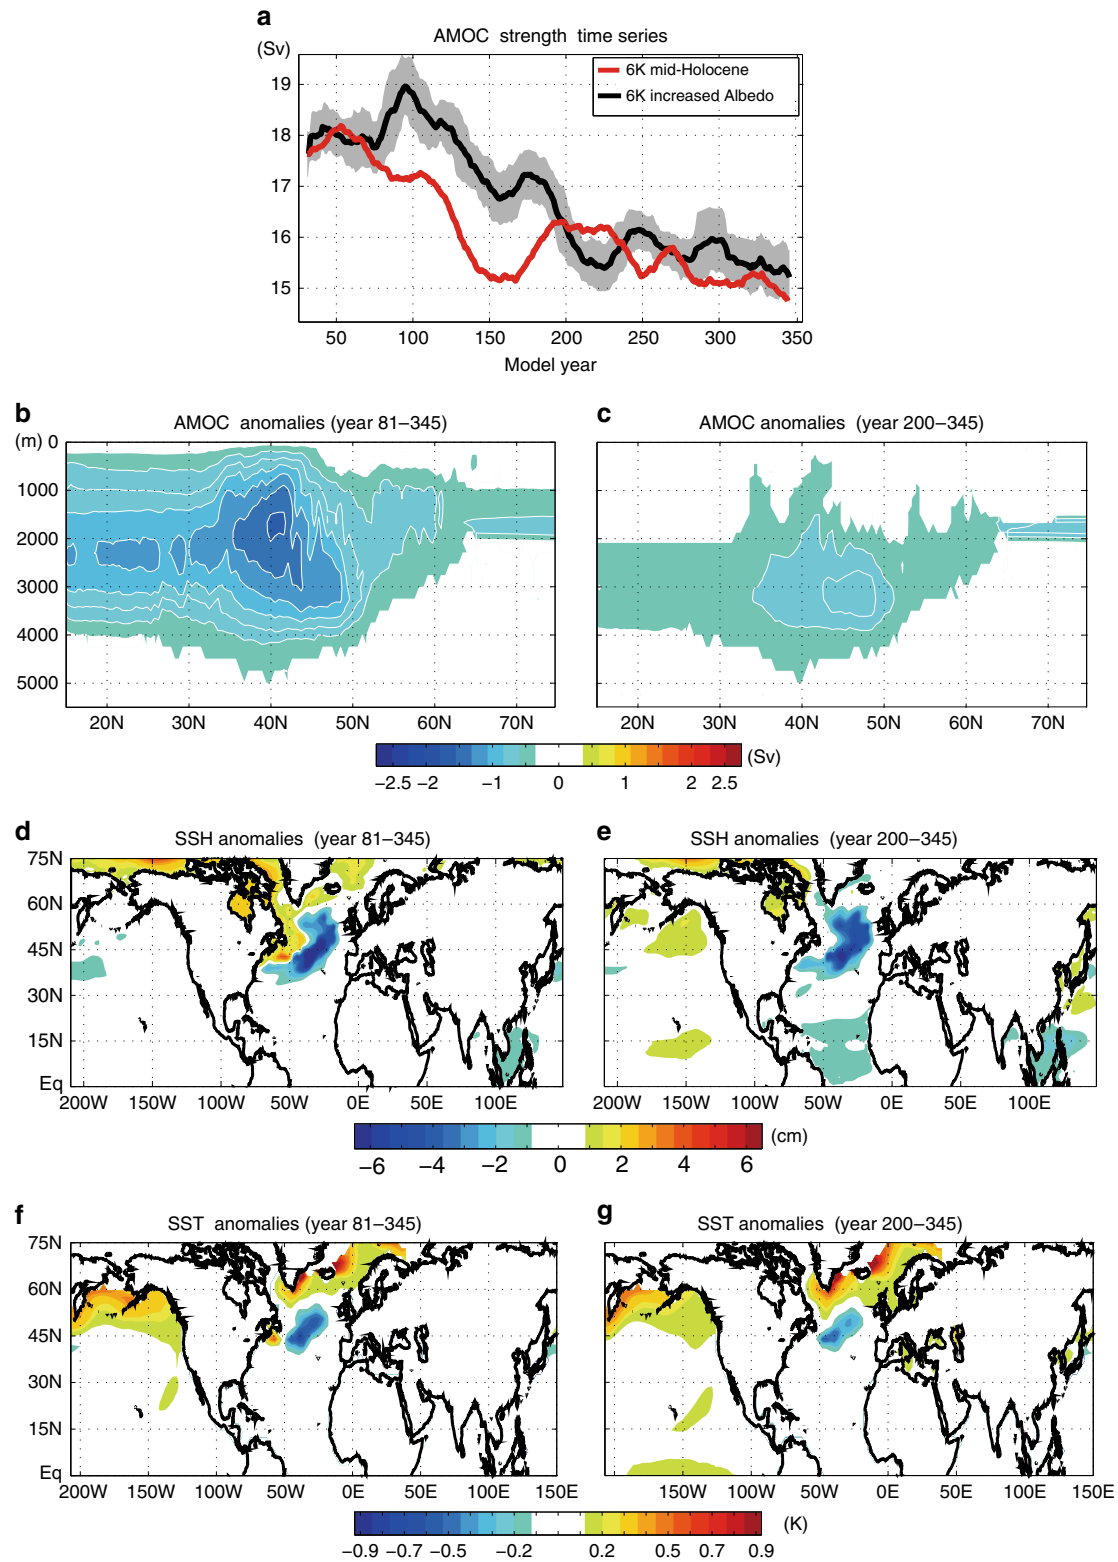 a
AMOC strength time series
(Sv)
6K mid-Holocene
6K increased Albedo
19
18
17
16
15
50 100 150 200 250 300 350
Model year
b
AMOC anomalies (year 81–345)
(m) 0
1000
2000
3000
4000
5000
20N 30N 40N 50N 60N 70N
c
AMOC anomalies (year 200–345)
20N 30N 40N 50N 60N 70N
−2.5 −2 −1 0 1 2 2.5 (Sv)
d
SSH anomalies (year 81–345)
75N
60N
45N
30N
15N
Eq
200W 150W 100W 50W 0E 50E 100E
e
SSH anomalies (year 200–345)
200W 150W 100W 50W 0E 50E 100E
−6 −4 −2 0 2 4 6 (cm)
f
SST anomalies (year 81–345)
75N
60N
45N
30N
15N
Eq
200W 150W 100W 50W 0E 50E 100E 150E
g
SST anomalies (year 200–345)
75N
60N
45N
30N
15N
Eq
200W 150W 100W 50W 0E 50E 100E 150E
−0.9 −0.7 −0.5 −0.2 0.2 0.5 0.7 0.9 (K)